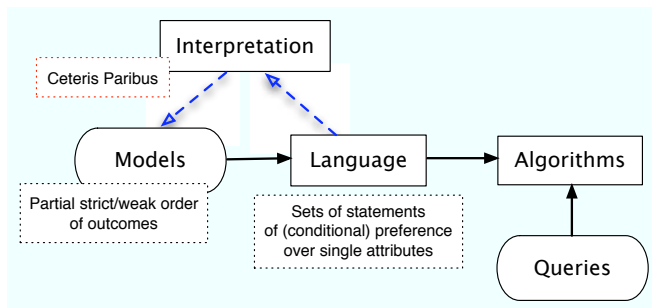 Interpretation
Ceteris Paribus
Models
Language
Algorithms
Partial strict/weak order
of outcomes
Sets of statements
of (conditional) preference
over single attributes
Queries